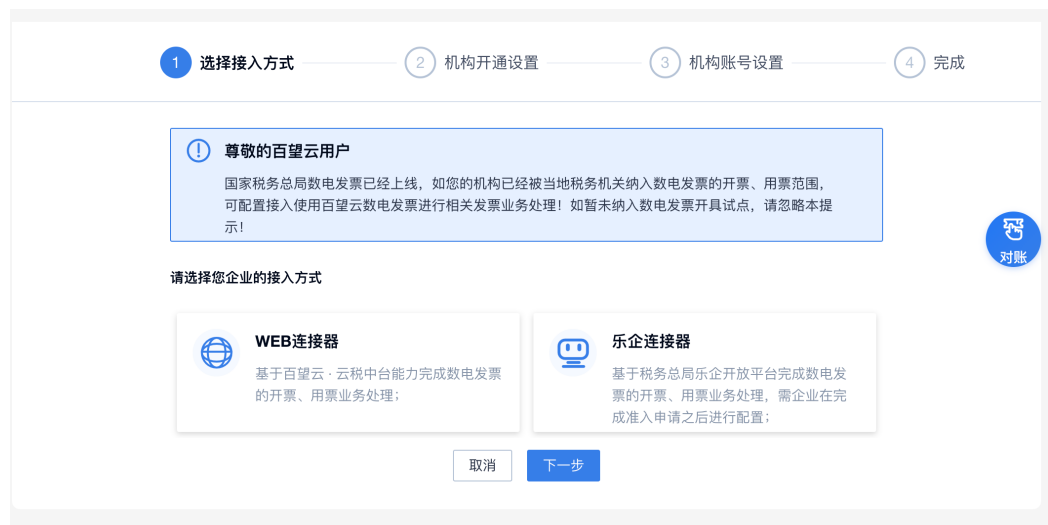 1 选择接入方式 2 机构开通设置 3 机构账号设置 4 完成
尊敬的百望云用户
国家税务总局数电发票已经上线，如您的机构已经被当地税务机关纳入数电发票的开票、用票范围，
可配置接入使用百望云数电发票进行相关发票业务处理！如暂未纳入数电发票开具试点，请忽略本提
示！
对账
请选择您企业的接入方式
WEB连接器
基于百望云 · 云税中台能力完成数电发票
的开票、用票业务处理；
乐企连接器
基于税务总局乐企开放平台完成数电发
票的开票、用票业务处理，需企业在完
成准入申请之后进行配置；
取消 下一步